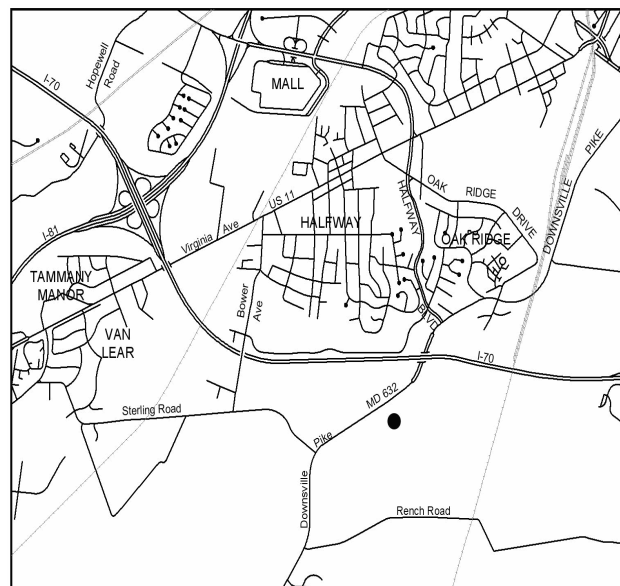 I-70
Hopewell
Road
MALL
I-81
Virginia Ave
US 11
HALFWAY
HALFWAY
BLVD
OAK RIDGE
DRIVE
OAK RIDGE
DOWNSVILLE PIKE
TAMMANY
MANOR
VAN
LEAR
Bower
Ave
I-70
Sterling Road
MD 632
Downsville Pike
Rench Road